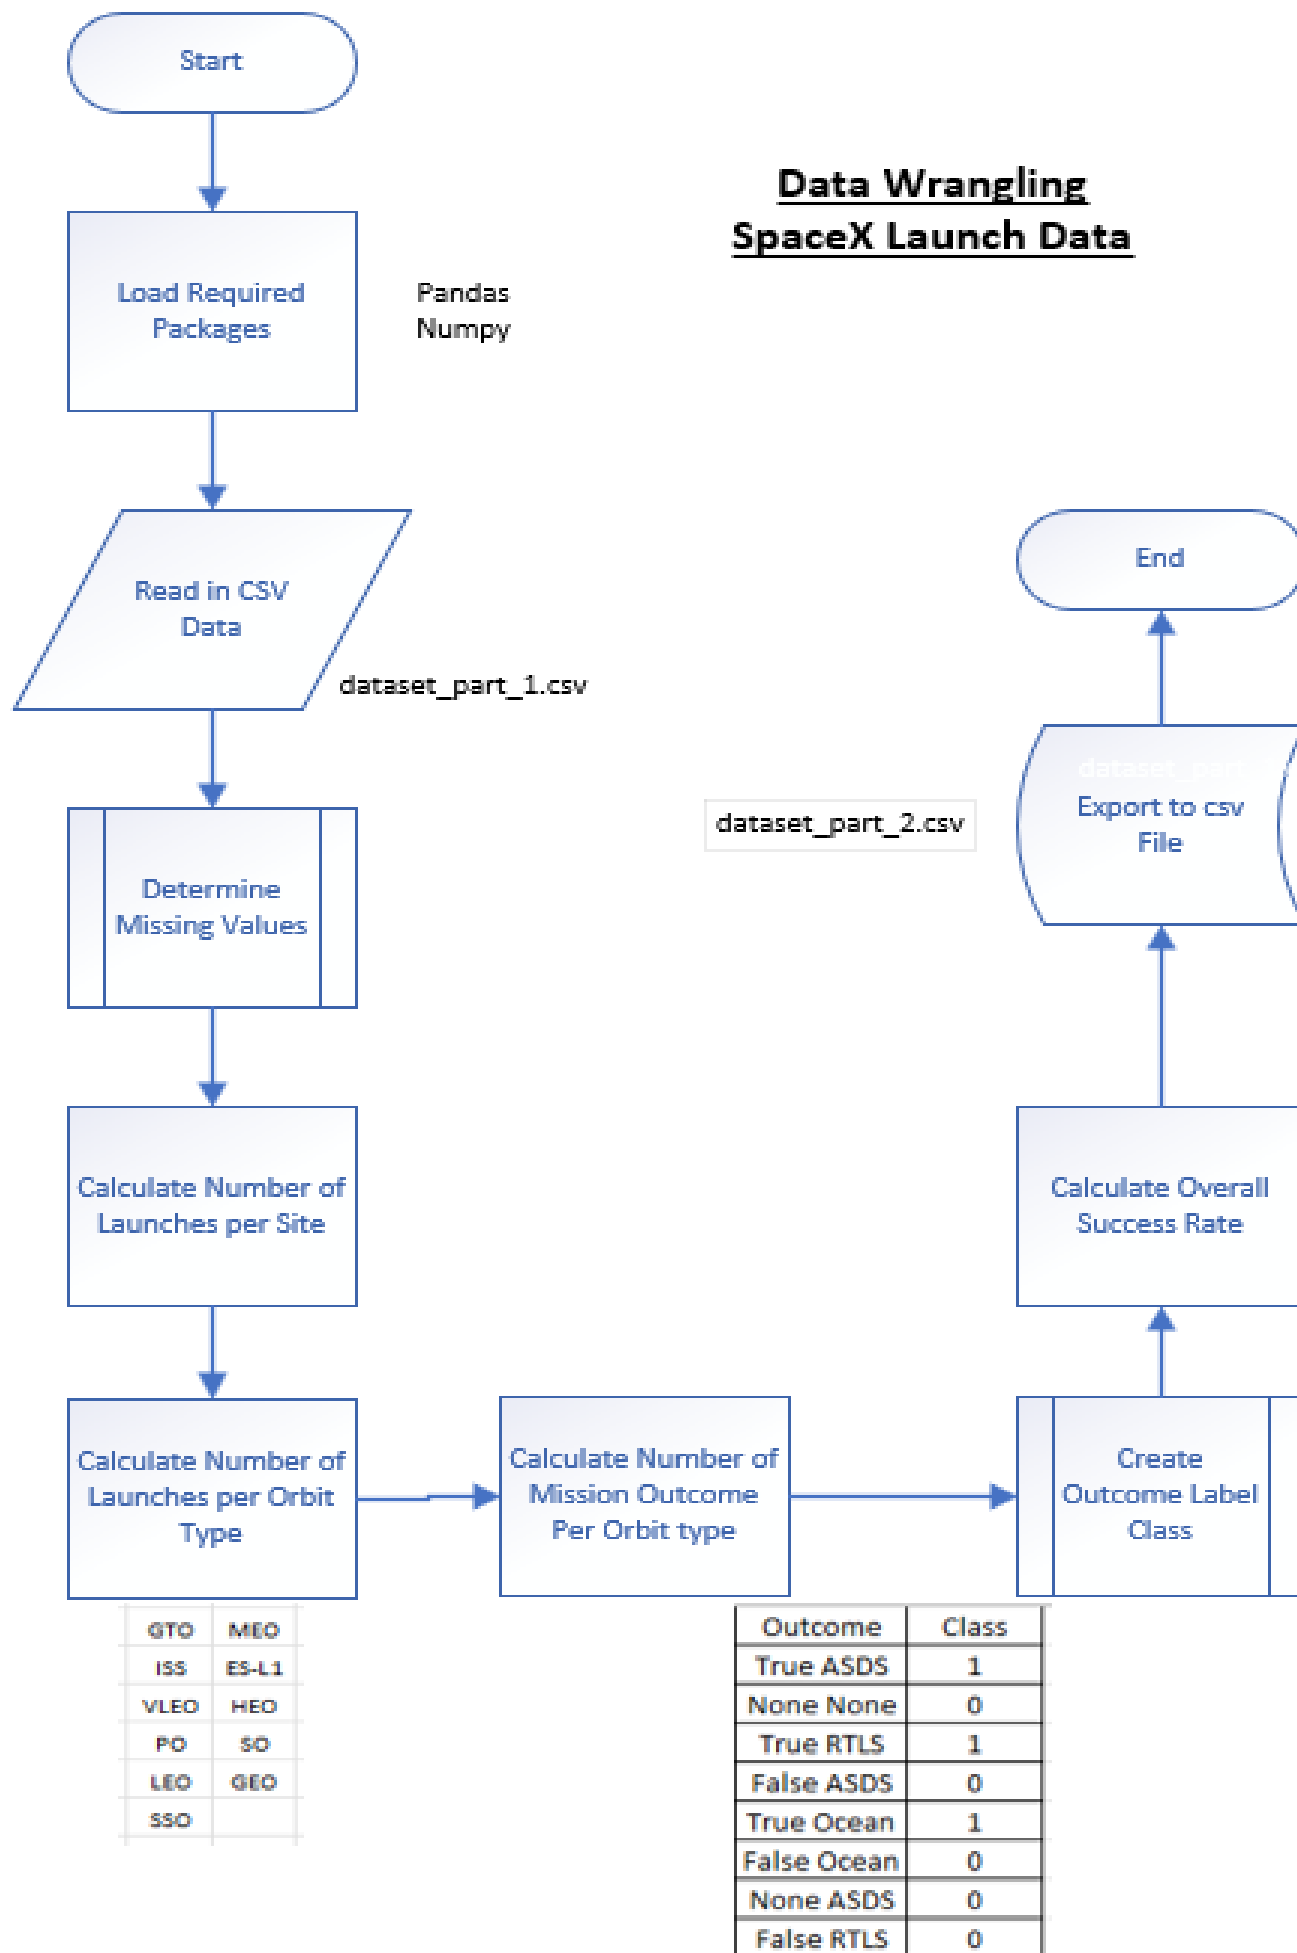 Start
Data Wrangling
SpaceX Launch Data
Load Required
Packages
Pandas
Numpy
Read in CSV
Data
dataset_part_1.csv
Determine
Missing Values
Calculate Number of
Launches per Site
Calculate Number of
Launches per Orbit
Type
GTO MEO
ISS ES-L1
VLEO HEO
PO SO
LEO GEO
SSO
Calculate Number of
Mission Outcome
Per Orbit type
Create
Outcome Label
Class
Outcome Class
True ASDS 1
None None 0
True RTLS 1
False ASDS 0
True Ocean 1
False Ocean 0
None ASDS 0
False RTLS 0
Calculate Overall
Success Rate
dataset_part
Export to csv
File
dataset_part_2.csv
End